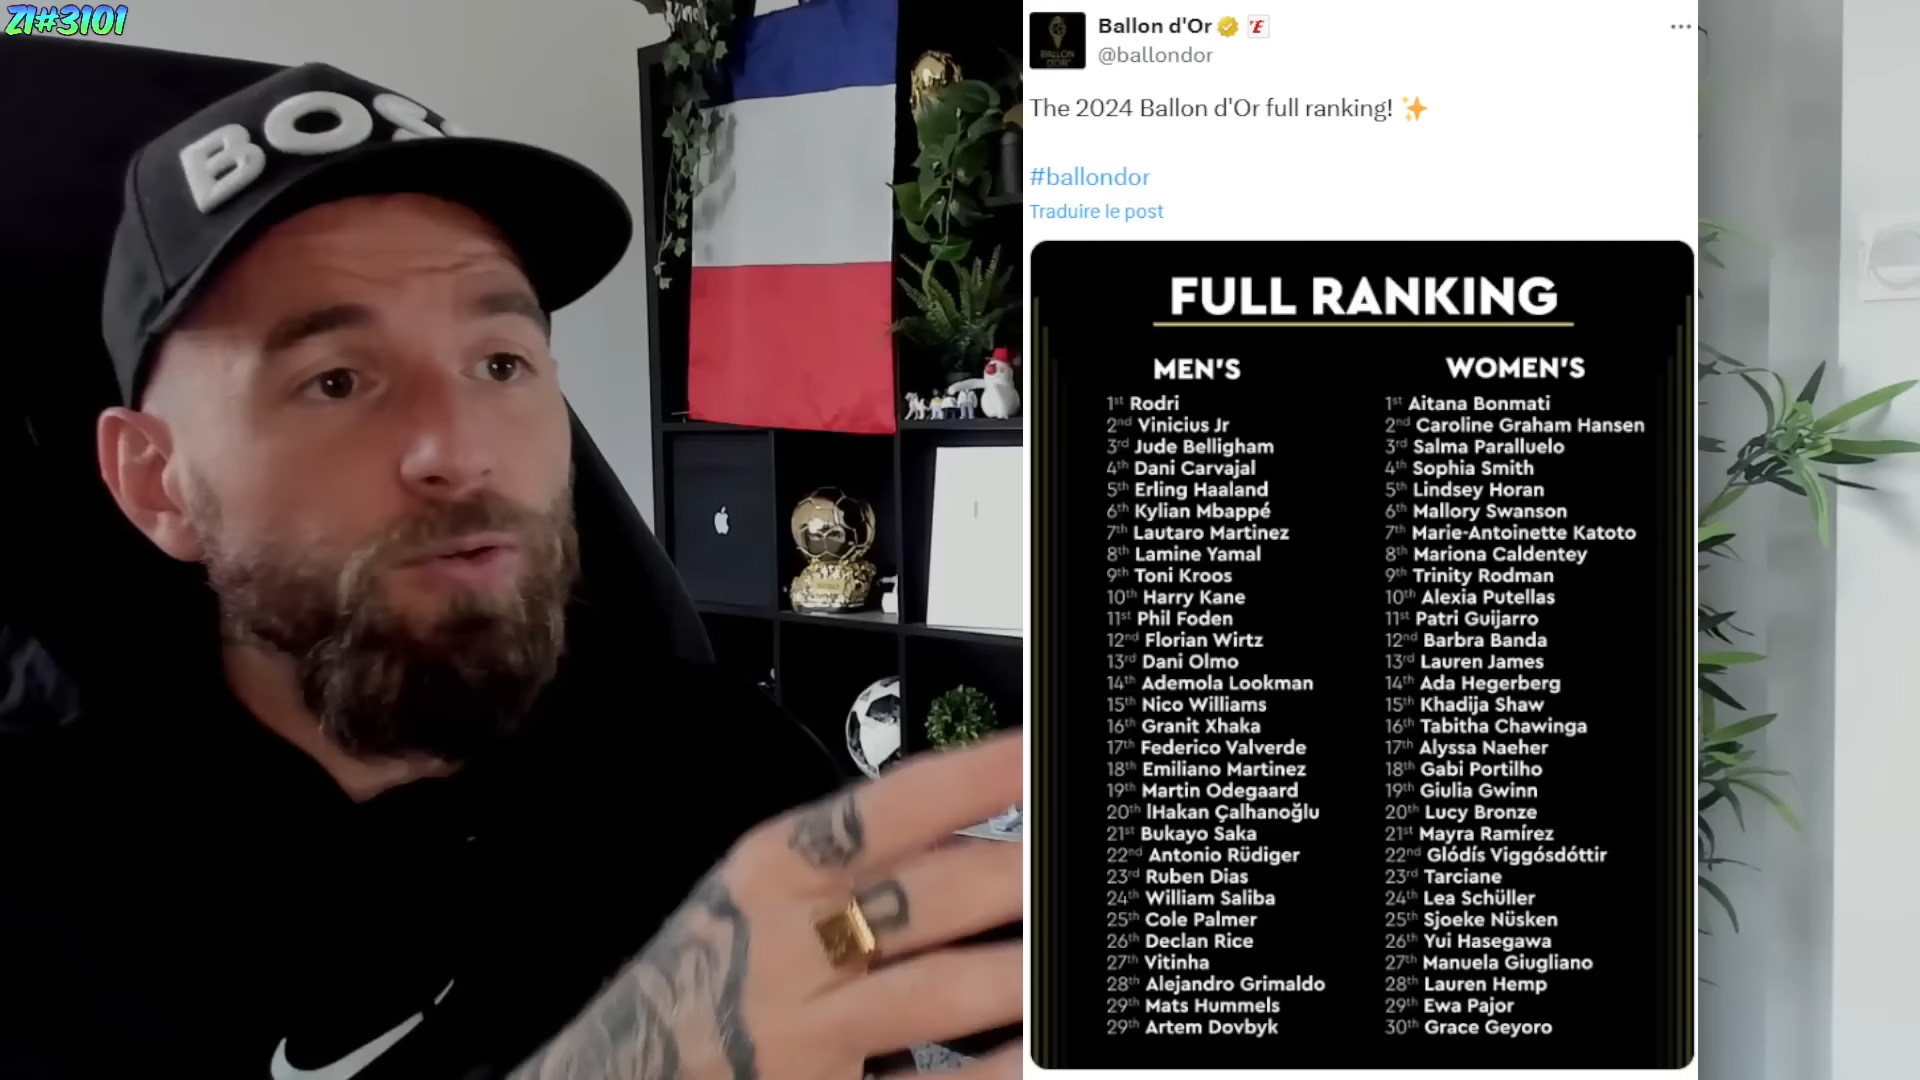 Z1#3101
BOS
Ballon d'Or
@ballondor
The 2024 Ballon d'Or full ranking! ✨
#ballondor
Traduire le post
FULL RANKING
MEN'S
1st Rodri
2nd Vinicius Jr
3rd Jude Belligham
4th Dani Carvajal
5th Erling Haaland
6th Kylian Mbappé
7th Lautaro Martinez
8th Lamine Yamal
9th Toni Kroos
10th Harry Kane
11st Phil Foden
12nd Florian Wirtz
13rd Dani Olmo
14th Ademola Lookman
15th Nico Williams
16th Granit Xhaka
17th Federico Valverde
18th Emiliano Martinez
19th Martin Odegaard
20th lHakan Çalhanoğlu
21st Bukayo Saka
22nd Antonio Rüdiger
23rd Ruben Dias
24th William Saliba
25th Cole Palmer
26th Declan Rice
27th Vitinha
28th Alejandro Grimaldo
29th Mats Hummels
29th Artem Dovbyk
WOMEN'S
1st Aitana Bonmati
2nd Caroline Graham Hansen
3rd Salma Paralluelo
4th Sophia Smith
5th Lindsey Horan
6th Mallory Swanson
7th Marie-Antoinette Katoto
8th Mariona Caldentey
9th Trinity Rodman
10th Alexia Putellas
11st Patri Guijarro
12nd Barbra Banda
13rd Lauren James
14th Ada Hegerberg
15th Khadija Shaw
16th Tabitha Chawinga
17th Alyssa Naeher
18th Gabi Portilho
19th Giulia Gwinn
20th Lucy Bronze
21st Mayra Ramírez
22nd Glódís Viggósdóttir
23rd Tarciane
24th Lea Schüller
25th Sjoeke Nüsken
26th Yui Hasegawa
27th Manuela Giugliano
28th Lauren Hemp
29th Ewa Pajor
30th Grace Geyoro